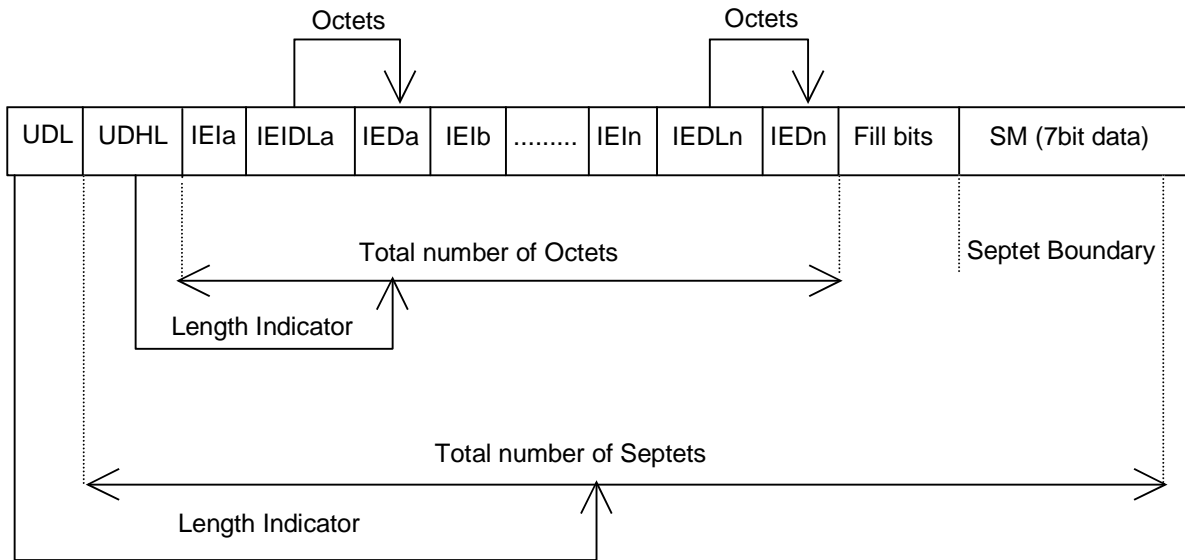 Octets Octets
UDL UDHL IEIa IEIDLa IEDa IEIb ......... IEIn IEDLn IEDn Fill bits SM (7bit data)
Total number of Octets
Septet Boundary
Length Indicator
Total number of Septets
Length Indicator